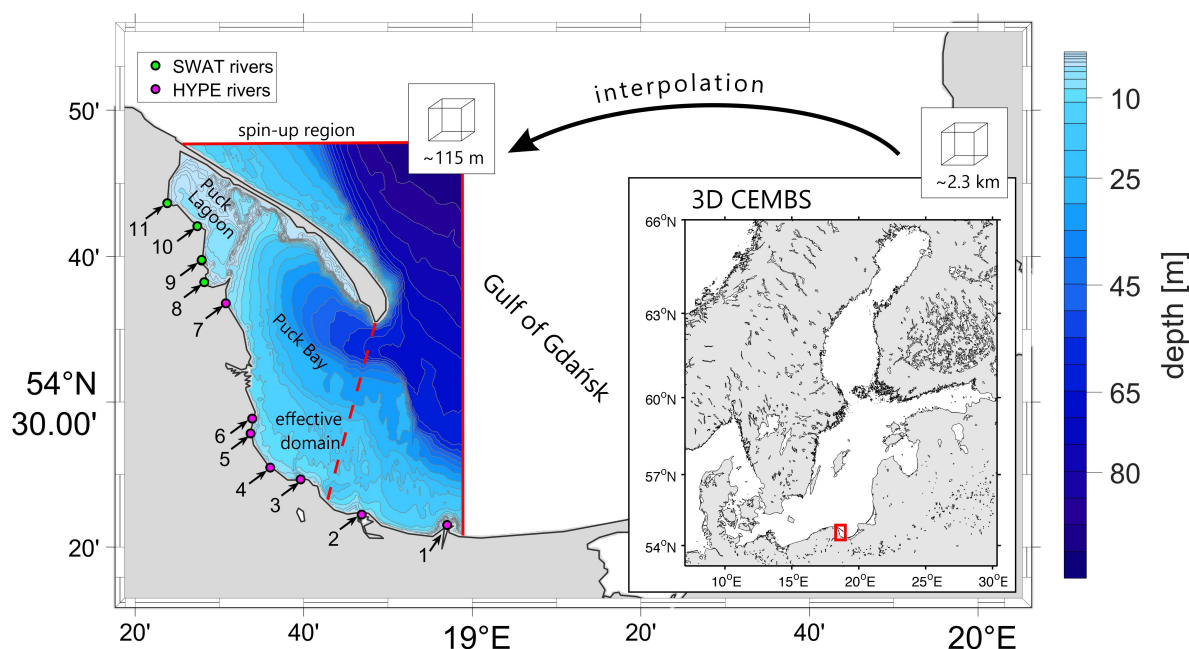 SWAT rivers
HYPE rivers
spin-up region
~115 m
interpolation
~2.3 km
50'
40'
54°N
30.00'
20'
20'
40'
19°E
20'
40'
20°E
Puck
Lagoon
Puck Bay
effective
domain
Gulf of Gdańsk
11
10
9
8
7
6
5
4
3
2
1
3D CEMBS
66°N
63°N
60°N
57°N
54°N
10°E
15°E
20°E
25°E
30°E
10
25
45
65
80
depth [m]